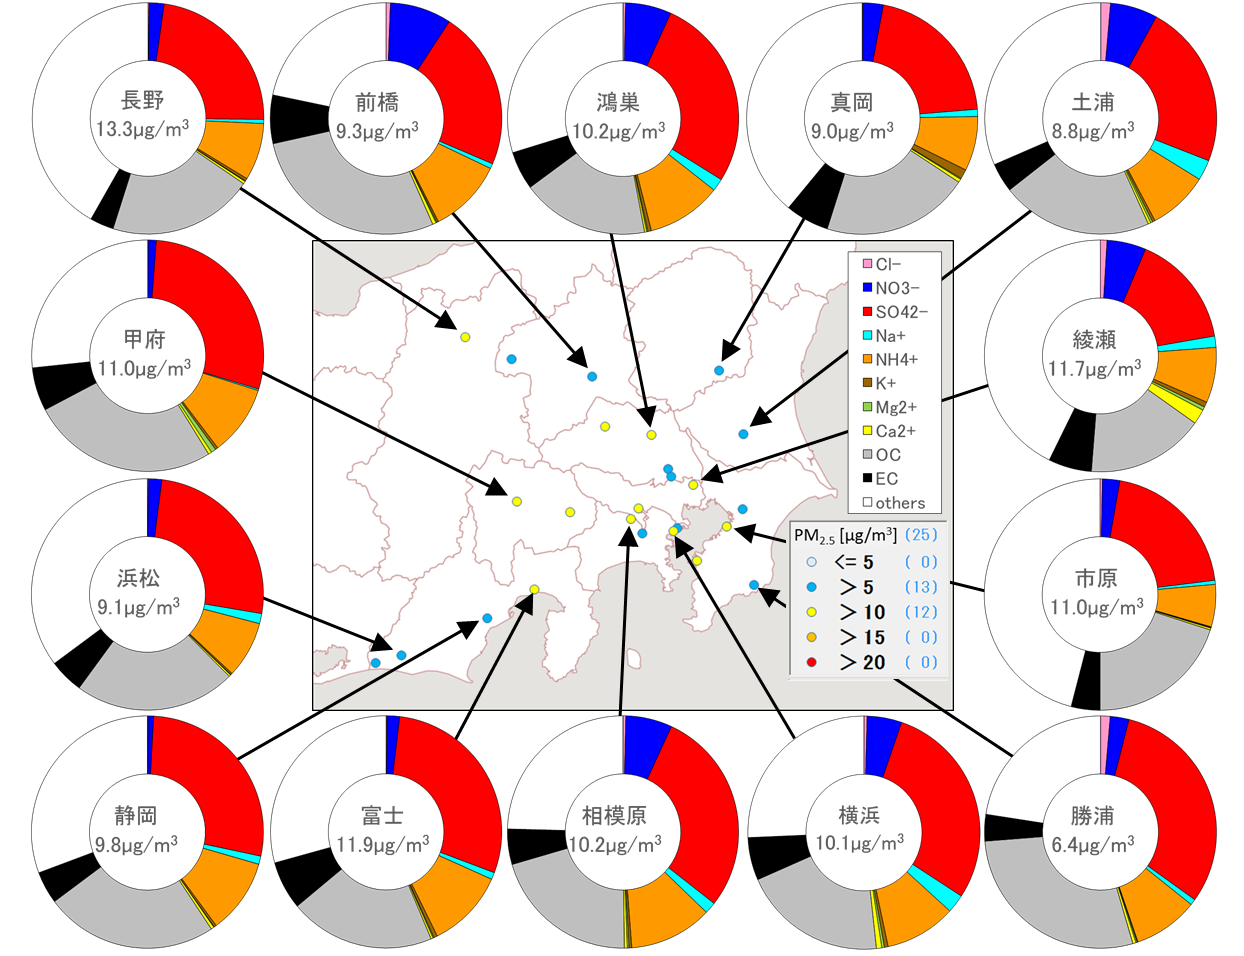 長野
13.3µg/m³
前橋
9.3µg/m³
鴻巣
10.2µg/m³
真岡
9.0µg/m³
土浦
8.8µg/m³
甲府
11.0µg/m³
綾瀬
11.7µg/m³
Cl−
NO3−
SO42−
Na+
NH4+
K+
Mg2+
Ca2+
OC
EC
others
PM2.5 [µg/m³] (25)
<= 5 ( 0)
> 5 (13)
> 10 (12)
> 15 ( 0)
> 20 ( 0)
浜松
9.1µg/m³
市原
11.0µg/m³
静岡
9.8µg/m³
富士
11.9µg/m³
相模原
10.2µg/m³
横浜
10.1µg/m³
勝浦
6.4µg/m³